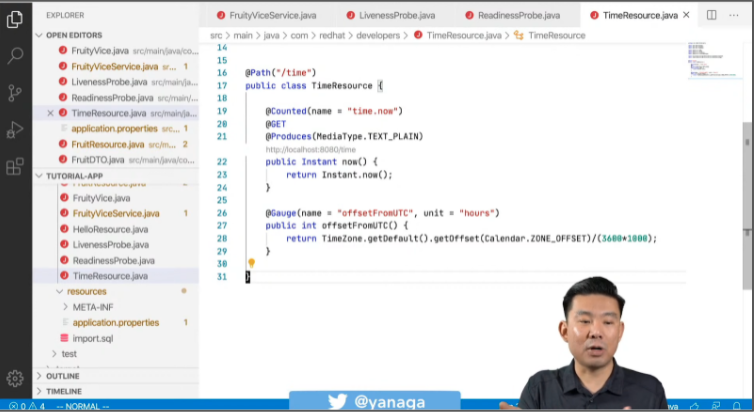 EXPLORER
FruityViceService.java
LivenessProbe.java
ReadinessProbe.java
TimeResource.java
OPEN EDITORS
src > main > java > com > redhat > developers > TimeResource.java > TimeResource
FruityVice.java src/main/java/co...
FruityViceService.java sr... 1
LivenessProbe.java src/main/ja...
ReadinessProbe.java src/main/...
TimeResource.java src/main/ja...
application.properties src... 1
FruitResource.java src/m... 2
FruitDTO.java src/main/java/co...
TUTORIAL-APP
FruityVice.java
FruityViceService.java 1
HelloResource.java
LivenessProbe.java
ReadinessProbe.java
TimeResource.java
resources
META-INF
application.properties 1
import.sql
test
OUTLINE
TIMELINE
14
15
16 @Path("/time")
17 public class TimeResource {
18
19 @Counted(name = "time.now")
20 @GET
21 @Produces(MediaType.TEXT_PLAIN)
http://localhost:8080/time
22 public Instant now() {
23 return Instant.now();
24 }
25
26 @Gauge(name = "offsetFromUTC", unit = "hours")
27 public int offsetFromUTC() {
28 return TimeZone.getDefault().getOffset(Calendar.ZONE_OFFSET)/(3600*1000);
29 }
30
31 }
0 4 -- NORMAL --
@yanaga